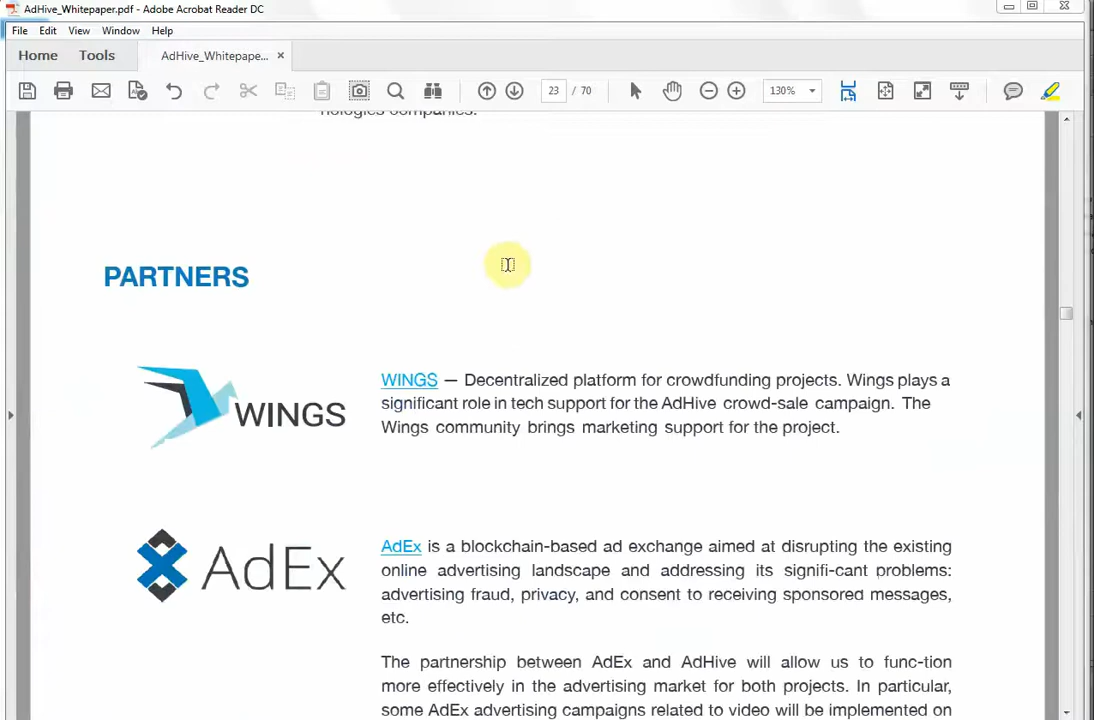 AdHive_Whitepaper.pdf - Adobe Acrobat Reader DC
File Edit View Window Help
Home Tools AdHive_Whitepape... ×
23 / 70 130%
nologies companies.
PARTNERS
WINGS
WINGS — Decentralized platform for crowdfunding projects. Wings plays a
significant role in tech support for the AdHive crowd-sale campaign. The
Wings community brings marketing support for the project.
AdEx
AdEx is a blockchain-based ad exchange aimed at disrupting the existing
online advertising landscape and addressing its signifi-cant problems:
advertising fraud, privacy, and consent to receiving sponsored messages,
etc.
The partnership between AdEx and AdHive will allow us to func-tion
more effectively in the advertising market for both projects. In particular,
some AdEx advertising campaigns related to video will be implemented on